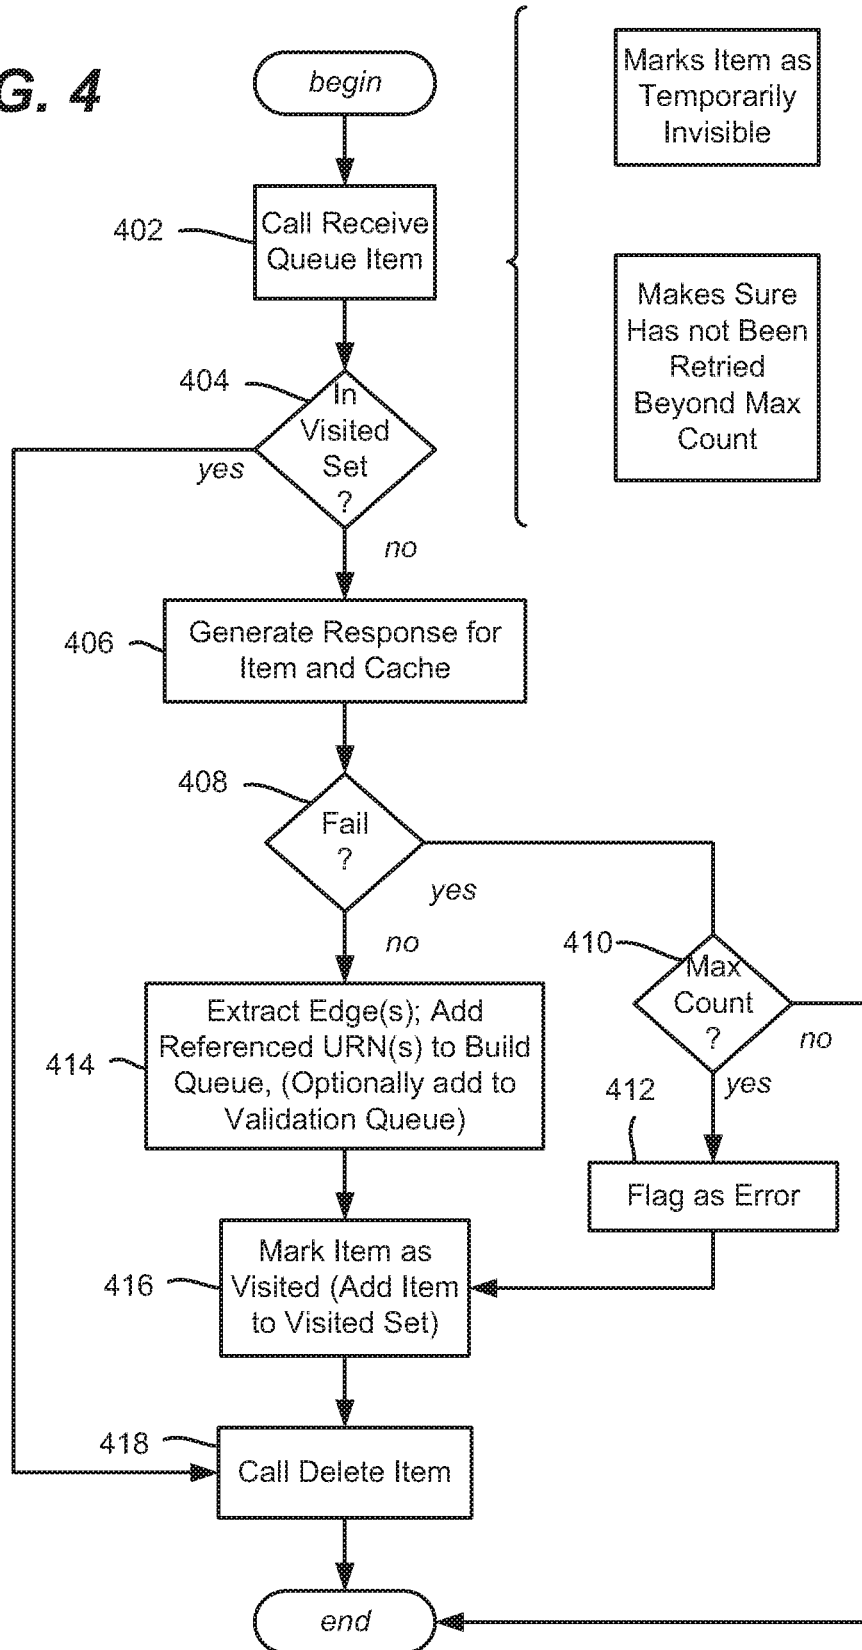 G. 4
begin
Marks Item as
Temporarily
Invisible
402
Call Receive
Queue Item
Makes Sure
Has not Been
Retried
Beyond Max
Count
404
In
Visited
Set
?
yes
no
406
Generate Response for
Item and Cache
408
Fail
?
yes
no
410
Max
Count
?
no
yes
414
Extract Edge(s); Add
Referenced URN(s) to Build
Queue, (Optionally add to
Validation Queue)
412
Flag as Error
416
Mark Item as
Visited (Add Item
to Visited Set)
418
Call Delete Item
end